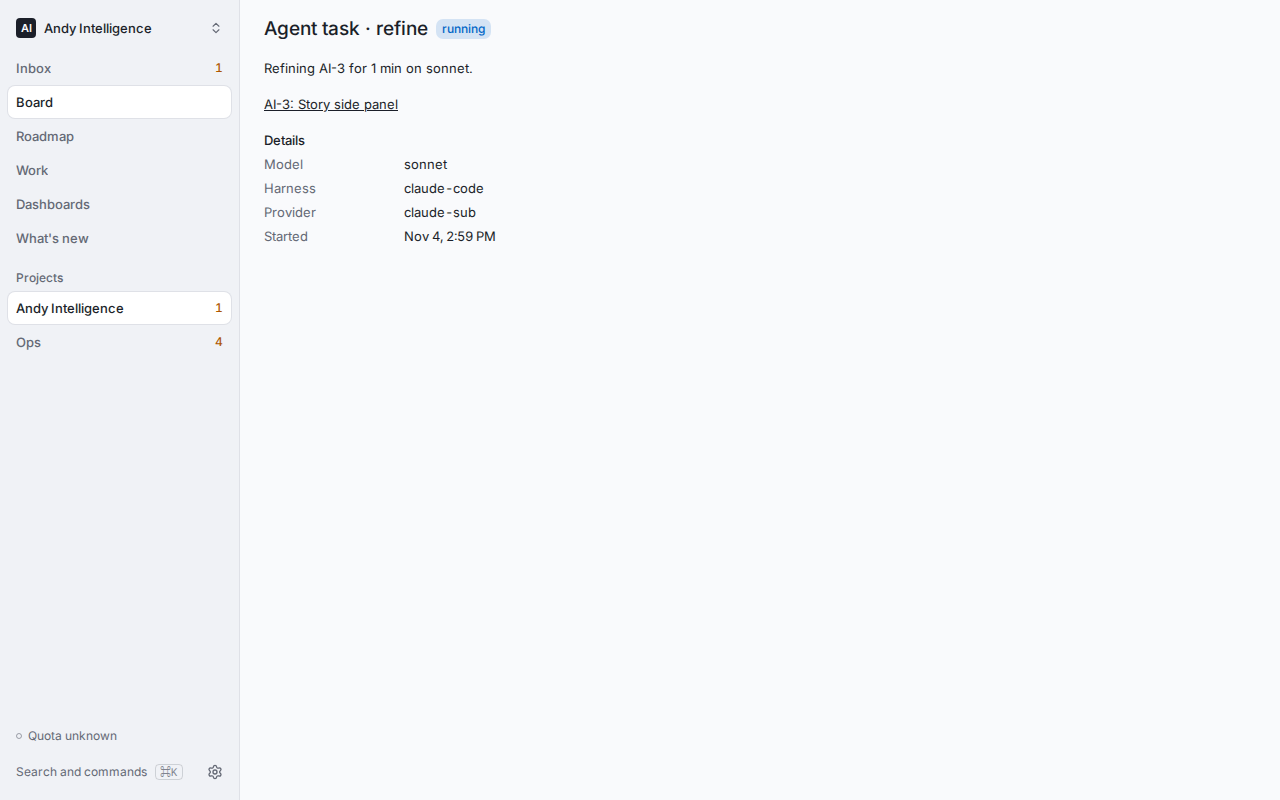 AI Andy Intelligence
Inbox 1
Board
Roadmap
Work
Dashboards
What's new
Projects
Andy Intelligence 1
Ops 4
Quota unknown
Search and commands ⌘K
Agent task · refine running
Refining AI-3 for 1 min on sonnet.
AI-3: Story side panel
Details
Model sonnet
Harness claude-code
Provider claude-sub
Started Nov 4, 2:59 PM